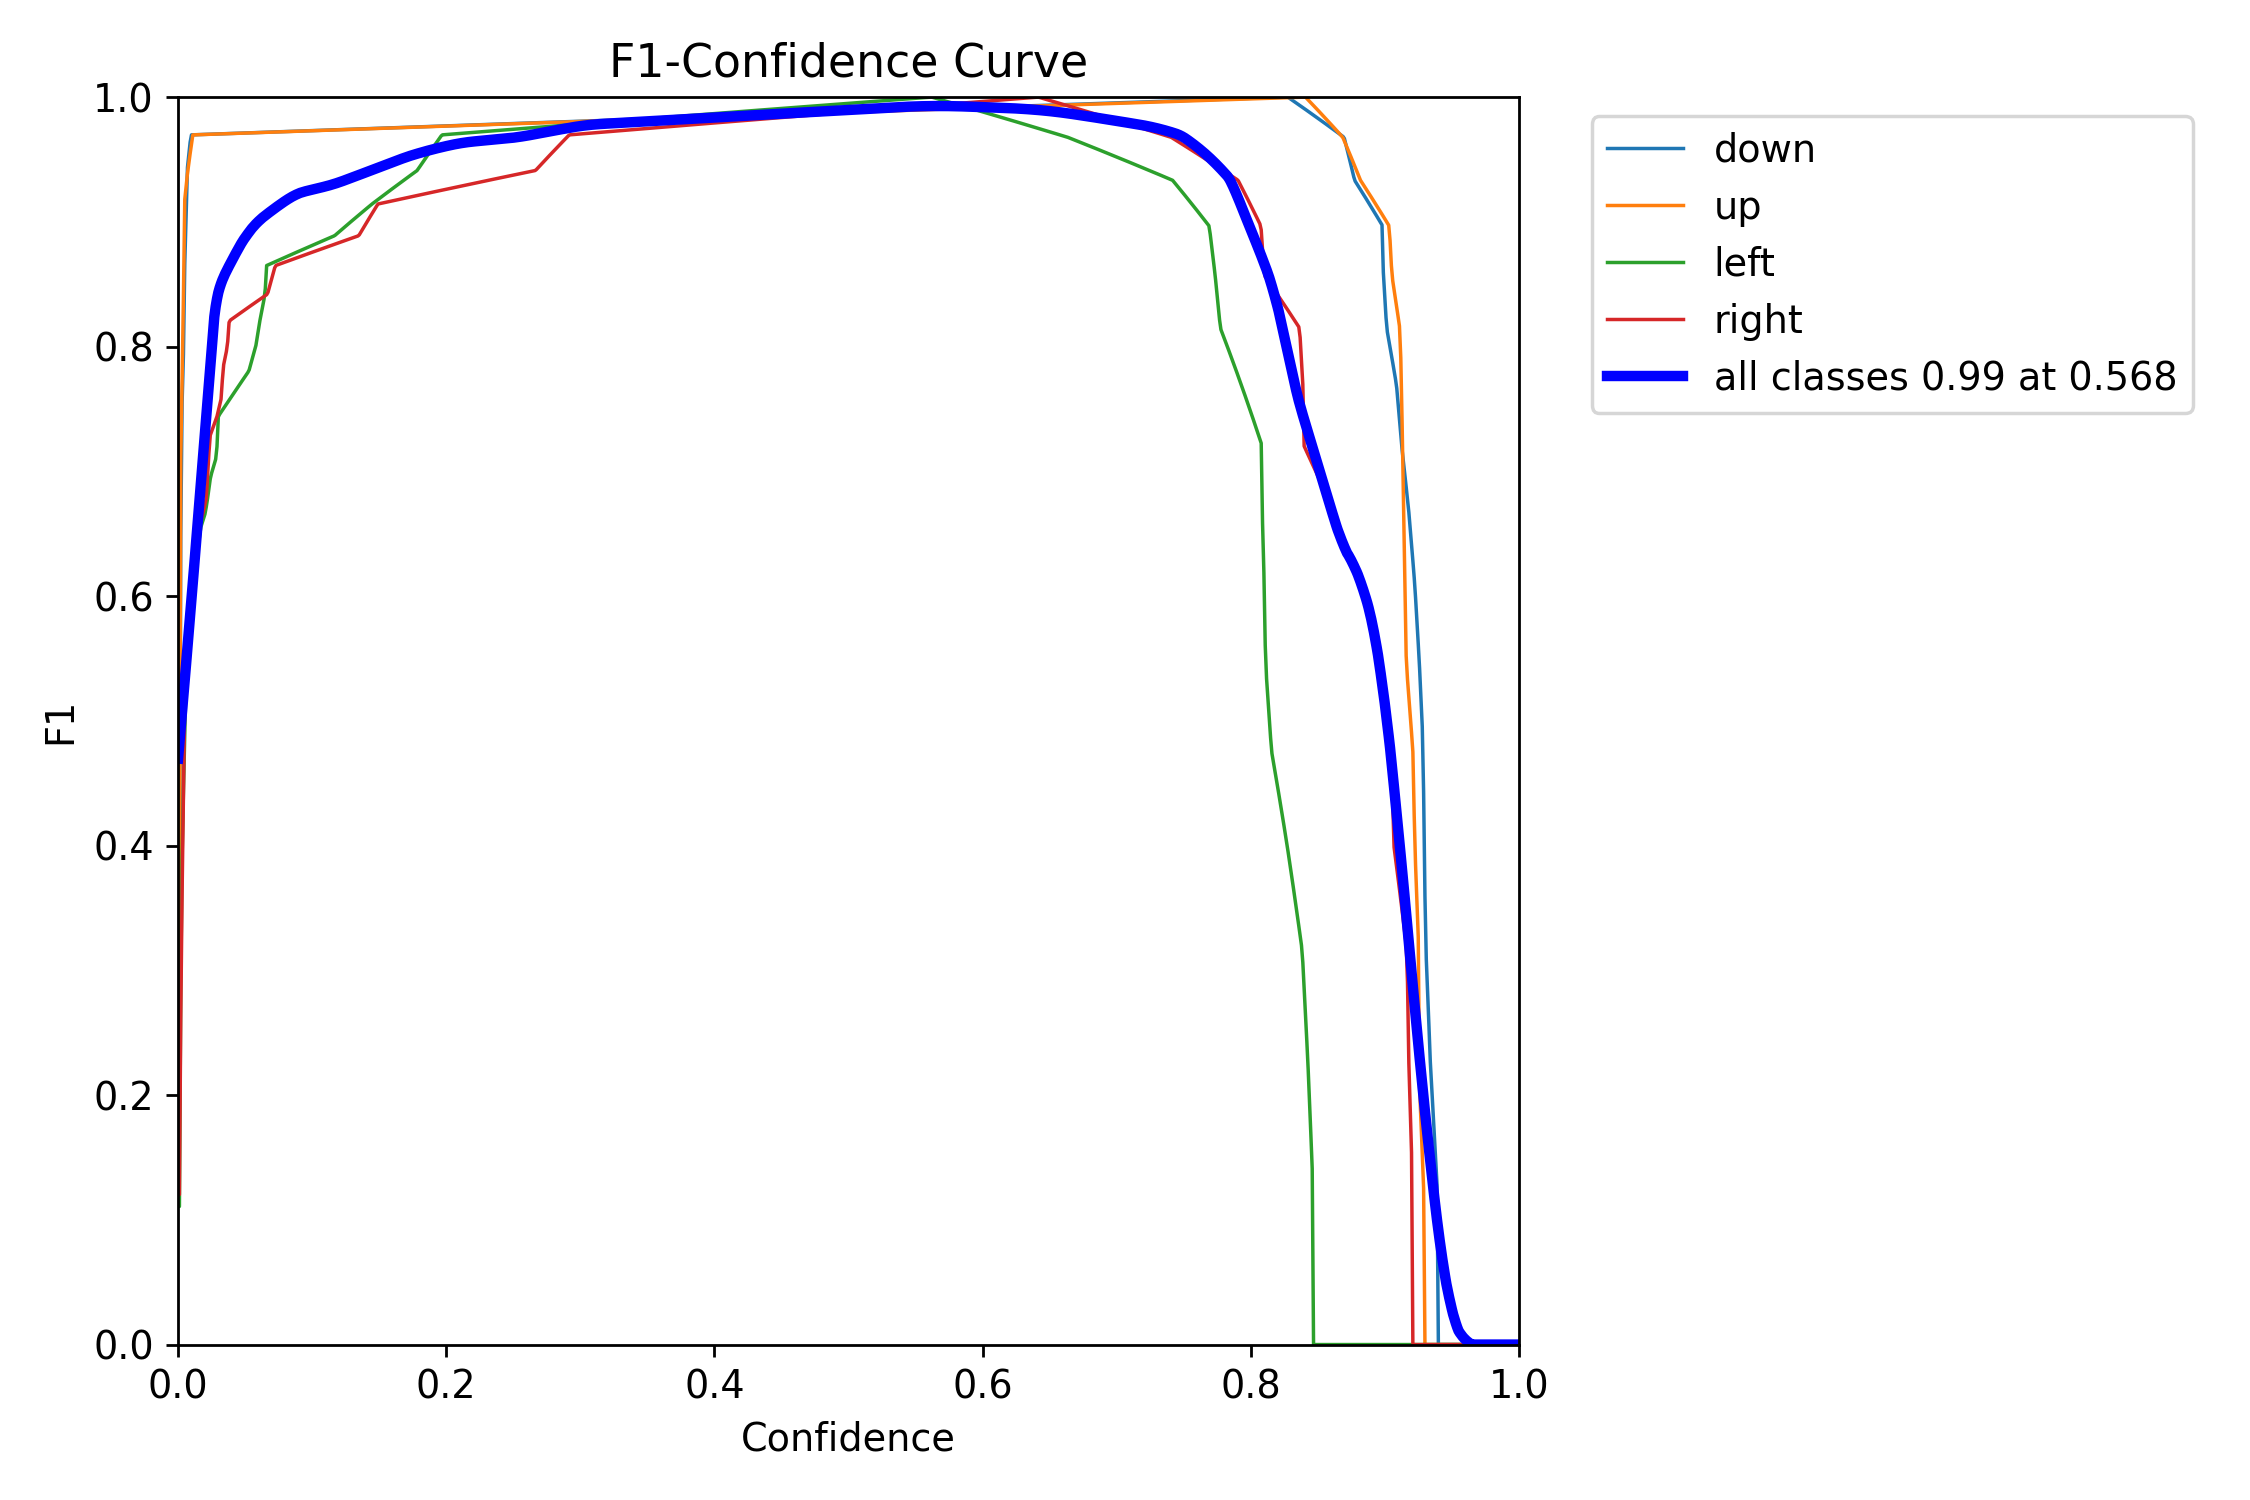 F1-Confidence Curve
1.0
0.8
0.6
0.4
0.2
0.0
F1
0.0 0.2 0.4 0.6 0.8 1.0
Confidence
down
up
left
right
all classes 0.99 at 0.568